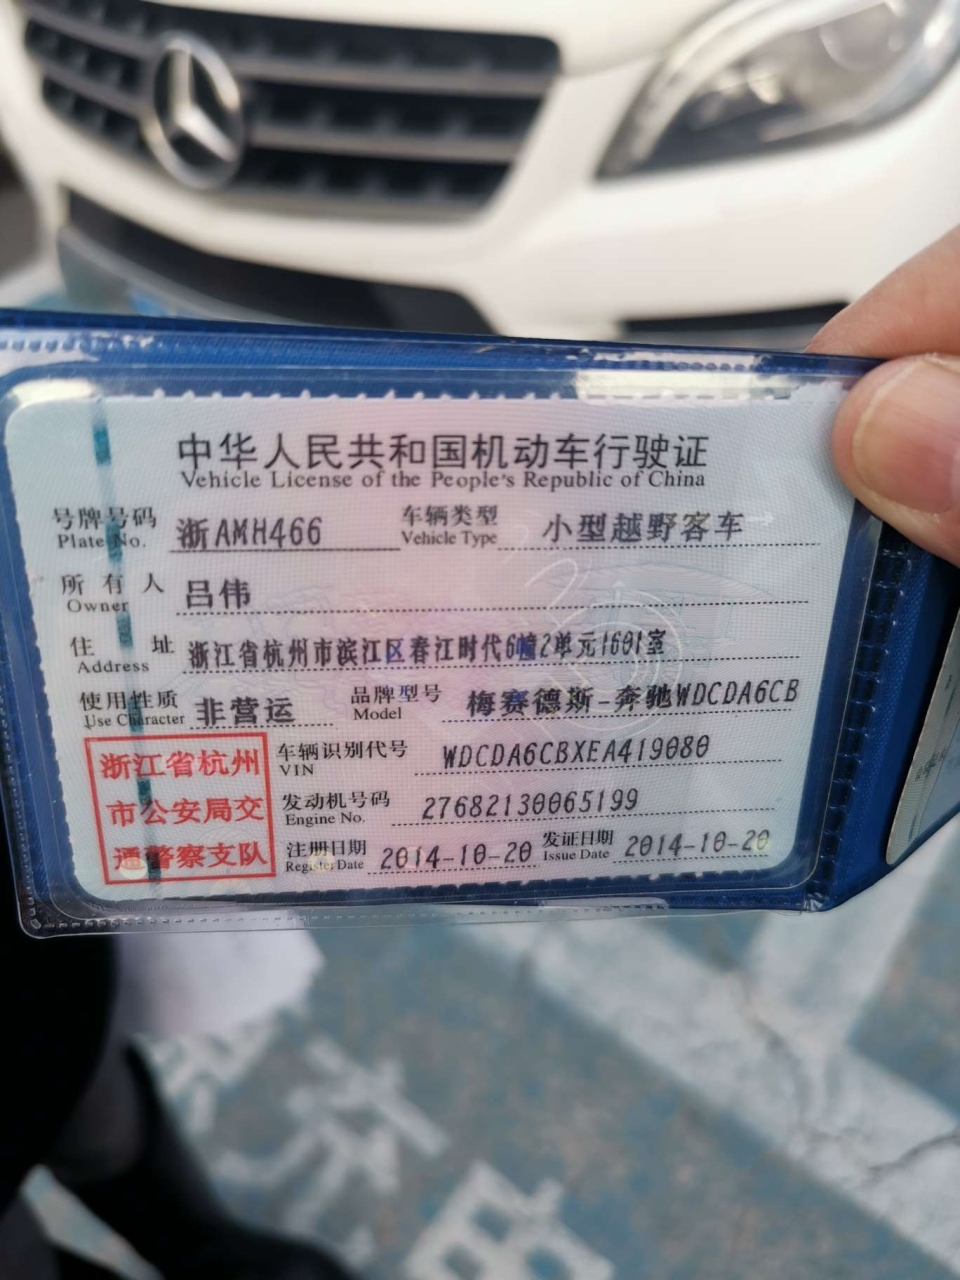 中华人民共和国机动车行驶证
Vehicle License of the People's Republic of China
号牌号码 浙AMH466 车辆类型 小型越野客车
Plate No. Vehicle Type
所有人 吕伟
Owner
住址 浙江省杭州市滨江区春江时代6幢2单元1601室
Address
使用性质 非营运 品牌型号 梅赛德斯-奔驰WDCDA6CB
Use Character Model
浙江省杭州
市公安局交
通警察支队
车辆识别代号 WDCDA6CBXEA419080
VIN
发动机号码 27682130065199
Engine No.
注册日期 2014-10-20 发证日期 2014-10-20
Register Date Issue Date